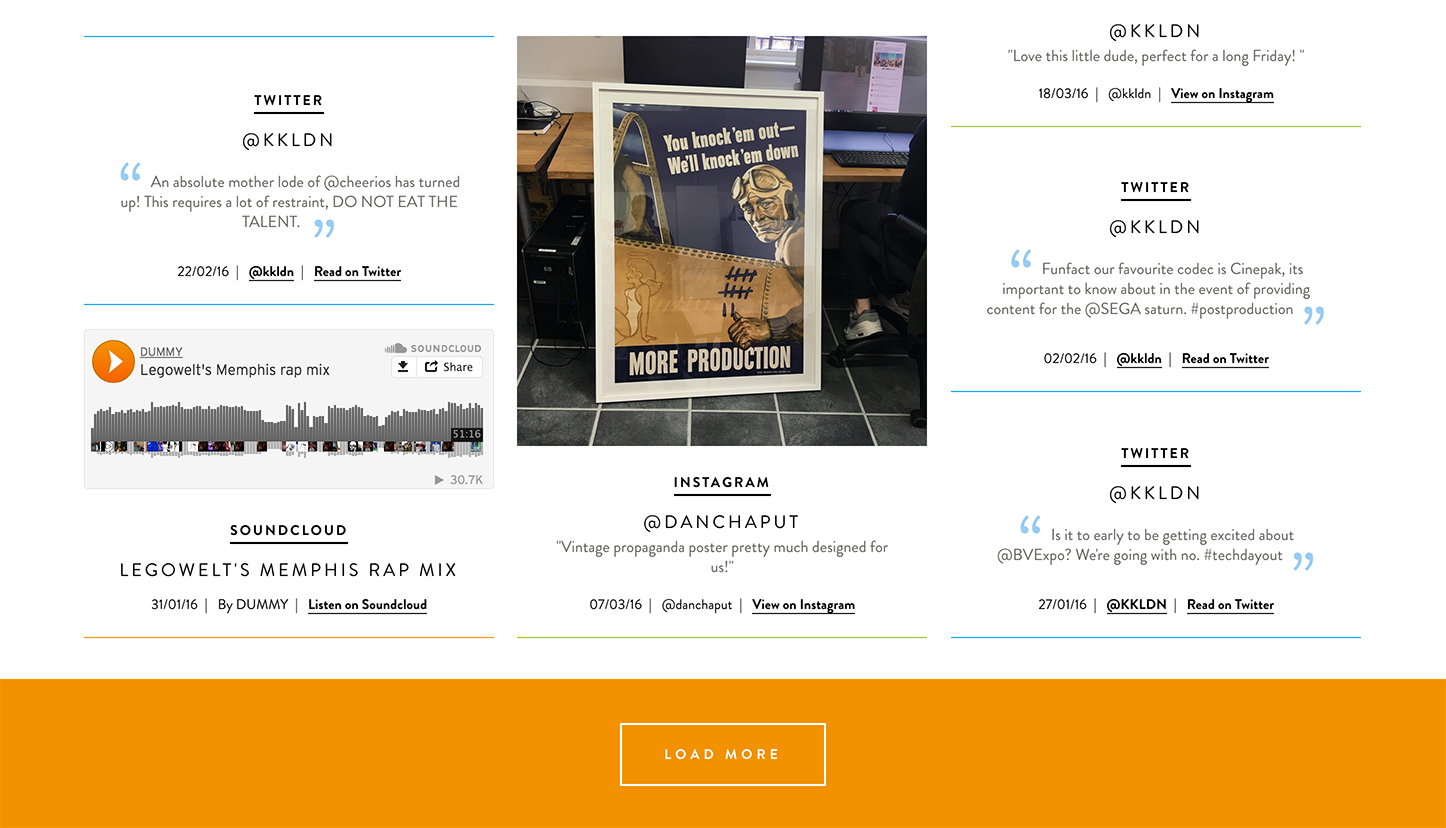 TWITTER
@KKLDN
“ An absolute mother lode of @cheerios has turned
up! This requires a lot of restraint, DO NOT EAT THE
TALENT. ”
22/02/16 | @kkldn | Read on Twitter
DUMMY
Legowelt's Memphis rap mix
SOUNDCLOUD
Share
51:16
30.7K
SOUNDCLOUD
LEGOWELT'S MEMPHIS RAP MIX
31/01/16 | By DUMMY | Listen on Soundcloud
You knock 'em out—
We'll knock 'em down
MORE PRODUCTION
INSTAGRAM
@DANCHAPUT
"Vintage propaganda poster pretty much designed for
us!"
07/03/16 | @danchaput | View on Instagram
@KKLDN
"Love this little dude, perfect for a long Friday! "
18/03/16 | @kkldn | View on Instagram
TWITTER
@KKLDN
“ Funfact our favourite codec is Cinepak, its
important to know about in the event of providing
content for the @SEGA saturn. #postproduction ”
02/02/16 | @kkldn | Read on Twitter
TWITTER
@KKLDN
“ Is it to early to be getting excited about
@BVExpo? We're going with no. #techdayout ”
27/01/16 | @KKLDN | Read on Twitter
LOAD MORE